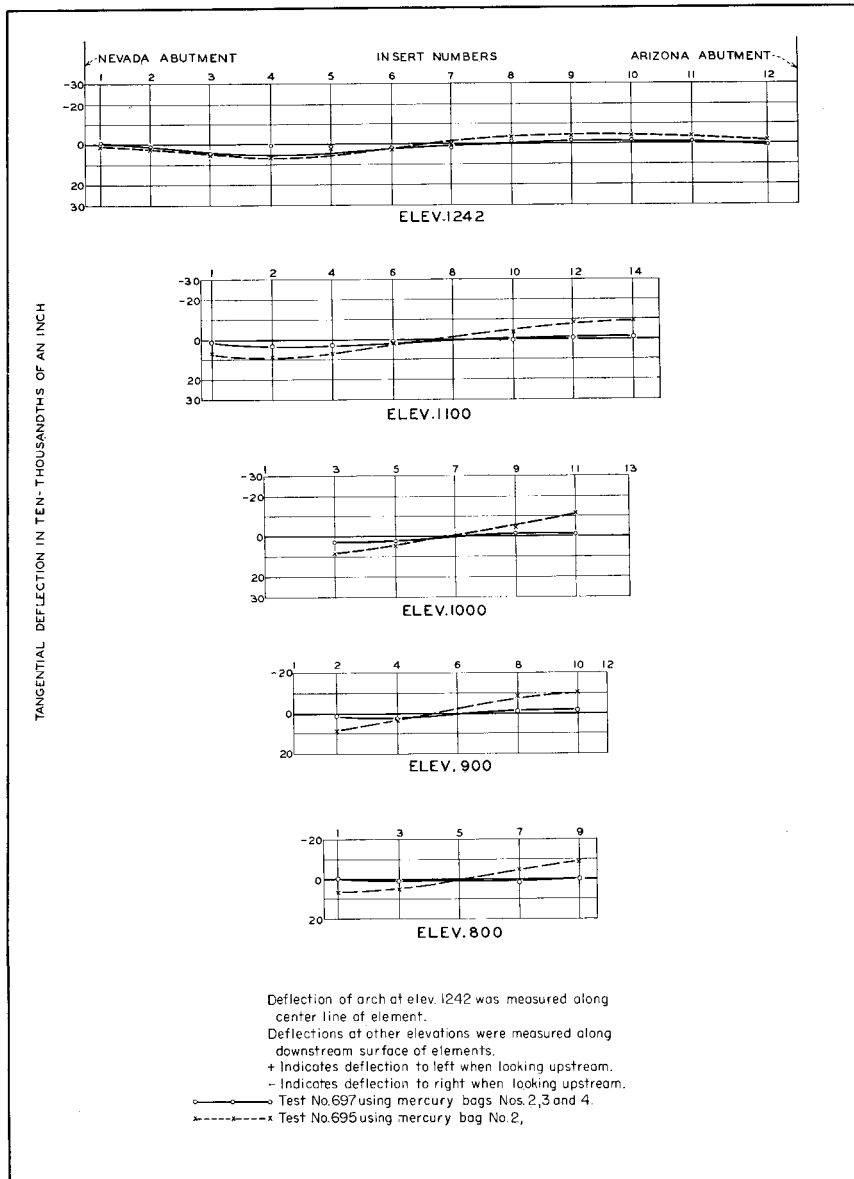 NEVADA ABUTMENT INSERT NUMBERS ARIZONA ABUTMENT
1 2 3 4 5 6 7 8 9 10 11 12
-30
-20
0
20
30
ELEV.1242
1 2 4 6 8 10 12 14
-30
-20
0
20
30
ELEV.1100
TANGENTIAL DEFLECTION IN TEN-THOUSANDTHS OF AN INCH
1 3 5 7 9 11 13
-30
-20
0
20
30
ELEV.1000
1 2 4 6 8 10 12
-20
0
20
ELEV.900
1 3 5 7 9
-20
0
20
ELEV.800
Deflection of arch at elev. 1242 was measured along
center line of element.
Deflections at other elevations were measured along
downstream surface of elements.
+ Indicates deflection to left when looking upstream.
- Indicates deflection to right when looking upstream.
Test No.697 using mercury bags Nos. 2,3 and 4.
Test No.695 using mercury bag No.2,